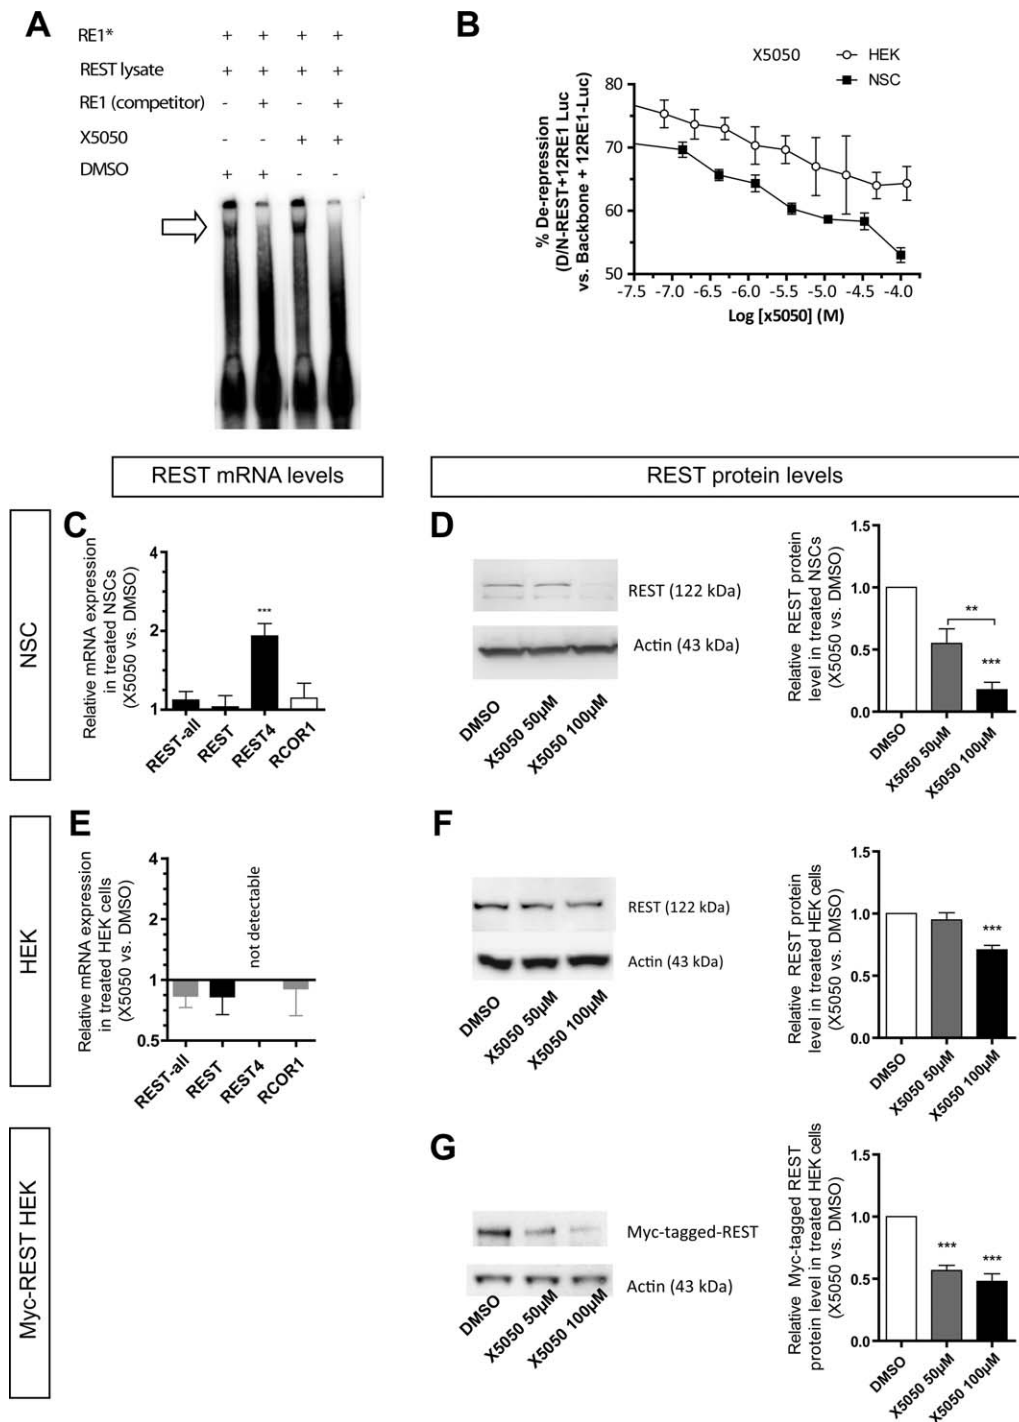 A
RE1* + + + +
REST lysate + + + +
RE1 (competitor) - + - +
X5050 - - + +
DMSO + + - -
B
X5050
HEK
NSC
% De-repression
(D/N-REST+12RE1 Luc
vs. Backbone + 12RE1-Luc)
80
70
60
50
-7.5 -7.0 -6.5 -6.0 -5.5 -5.0 -4.5 -4.0
Log [x5050] (M)
REST mRNA levels
REST protein levels
NSC
C
Relative mRNA expression
in treated NSCs
(X5050 vs. DMSO)
4
2
1
***
REST-all REST REST4 RCOR1
D
REST (122 kDa)
Actin (43 kDa)
DMSO X5050 50µM X5050 100µM
Relative REST protein
level in treated NSCs
(X5050 vs. DMSO)
1.5
1.0
0.5
0.0
**
***
DMSO X5050 50µM X5050 100µM
HEK
E
Relative mRNA expression
in treated HEK cells
(X5050 vs. DMSO)
4
2
1
0.5
not detectable
REST-all REST REST4 RCOR1
F
REST (122 kDa)
Actin (43 kDa)
DMSO X5050 50µM X5050 100µM
Relative REST protein
level in treated HEK cells
(X5050 vs. DMSO)
1.5
1.0
0.5
0.0
***
DMSO X5050 50µM X5050 100µM
Myc-REST HEK
G
Myc-tagged-REST
Actin (43 kDa)
DMSO X5050 50µM X5050 100µM
Relative Myc-tagged REST
protein level in treated HEK cells
(X5050 vs. DMSO)
1.5
1.0
0.5
0.0
*** ***
DMSO X5050 50µM X5050 100µM